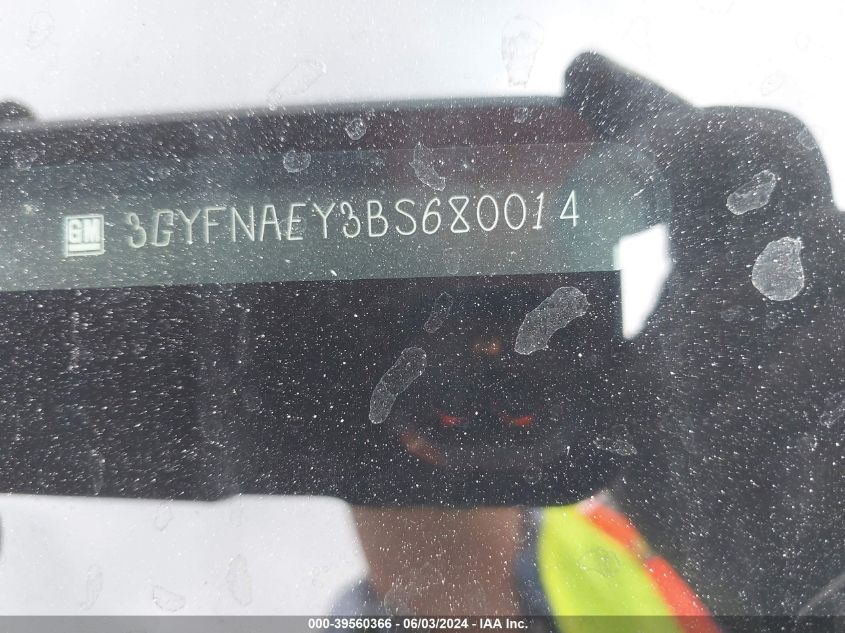 GM 3GYFNAEY3BS680014
000-39560366 / 06/03/2024 - IAA Inc.